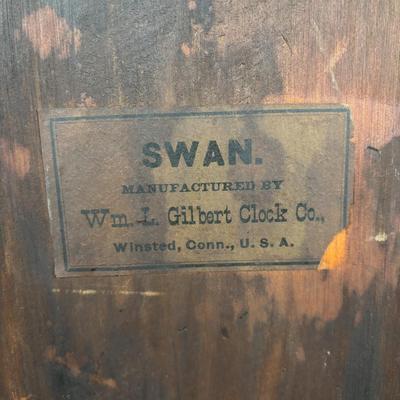 SWAN.
MANUFACTURED BY
Wm. L. Gilbert Clock Co.,
Winsted, Conn., U. S. A.